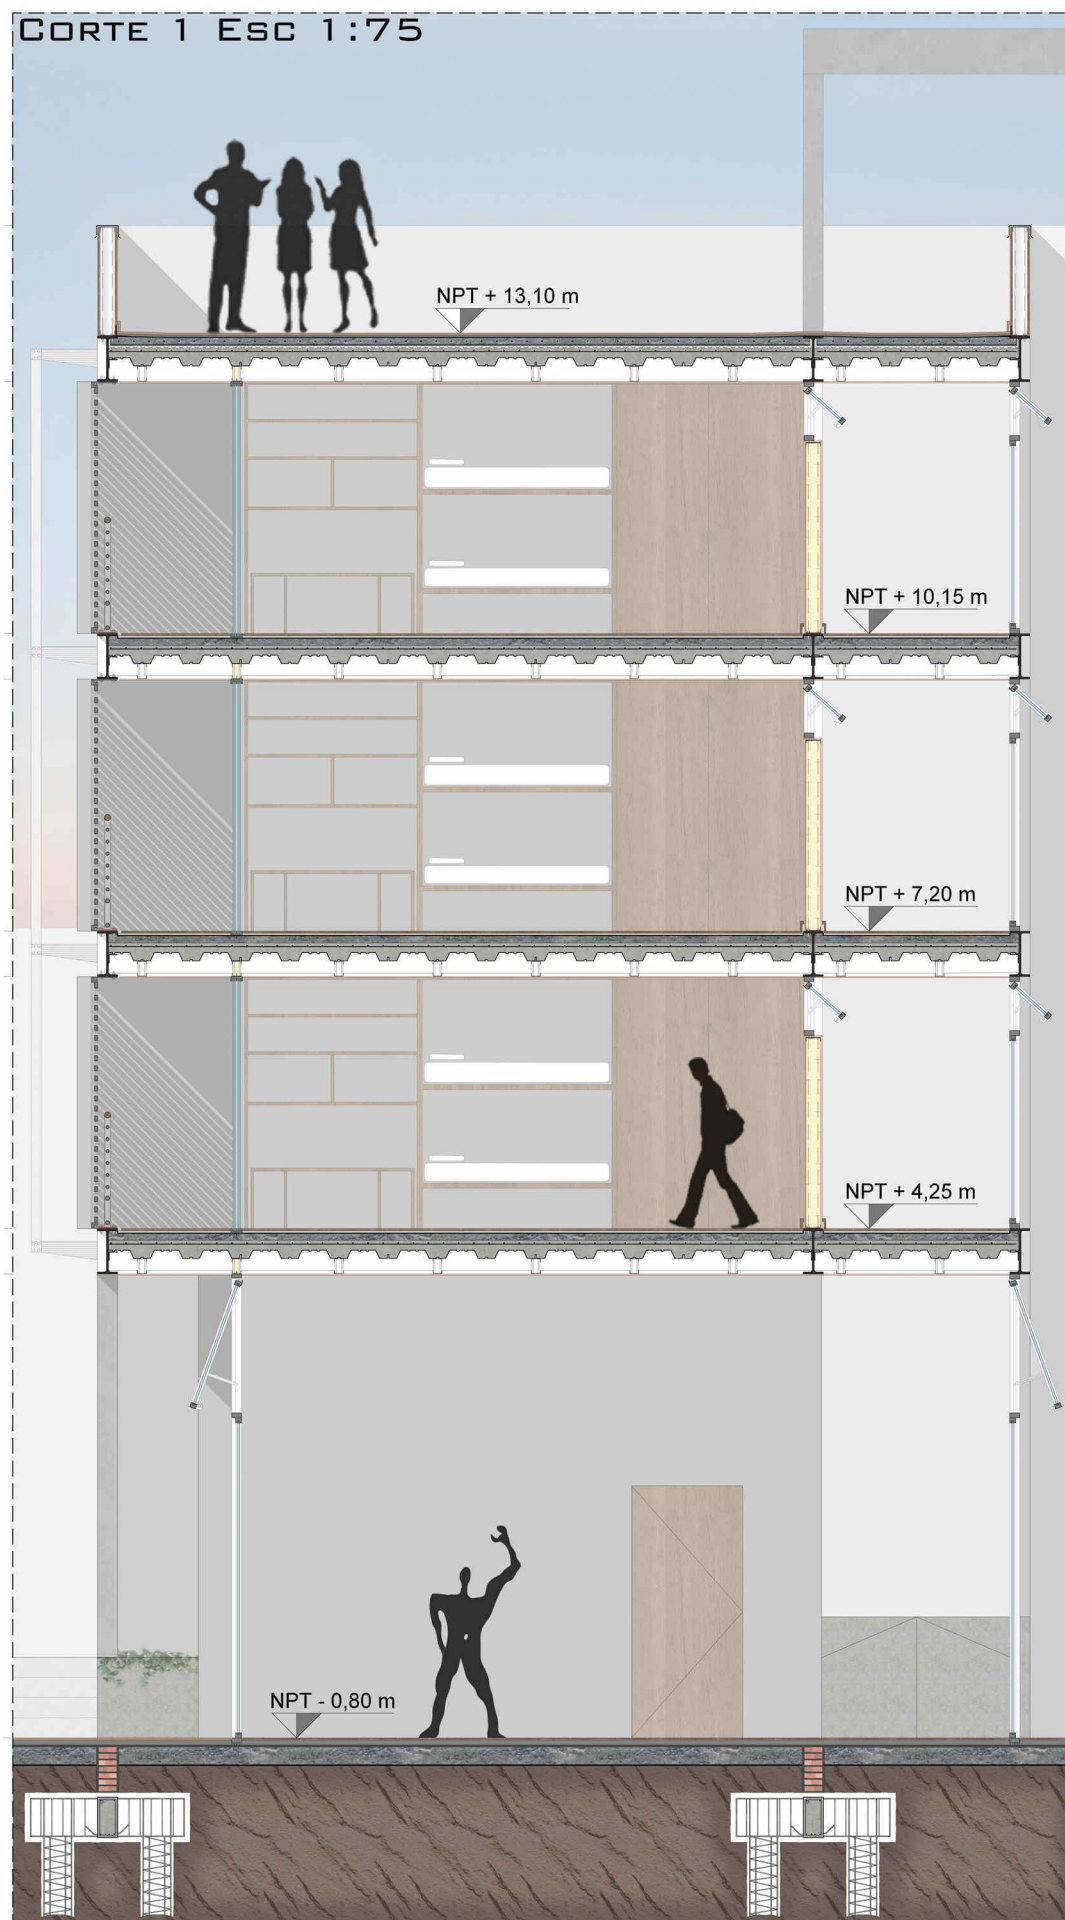 CORTE 1 ESC 1:75
NPT + 13,10 m
NPT + 10,15 m
NPT + 7,20 m
NPT + 4,25 m
NPT - 0,80 m